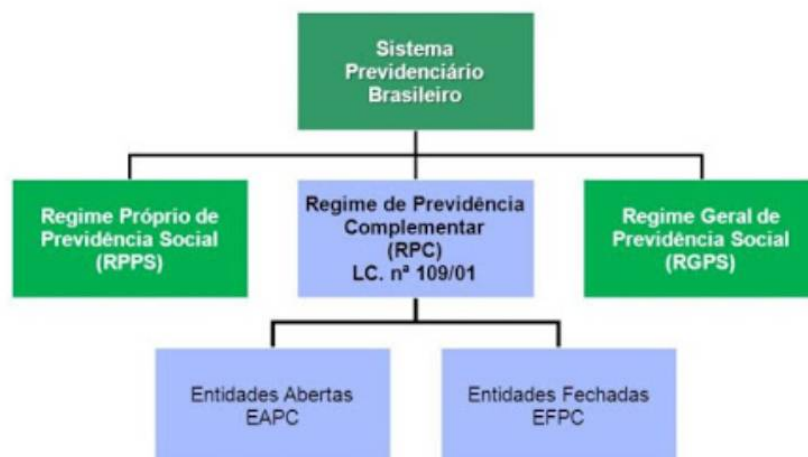 Sistema
Previdenciário
Brasileiro
Regime Próprio de
Previdência Social
(RPPS)
Regime de Previdência
Complementar
(RPC)
LC. nª 109/01
Regime Geral de
Previdência Social
(RGPS)
Entidades Abertas
EAPC
Entidades Fechadas
EFPC